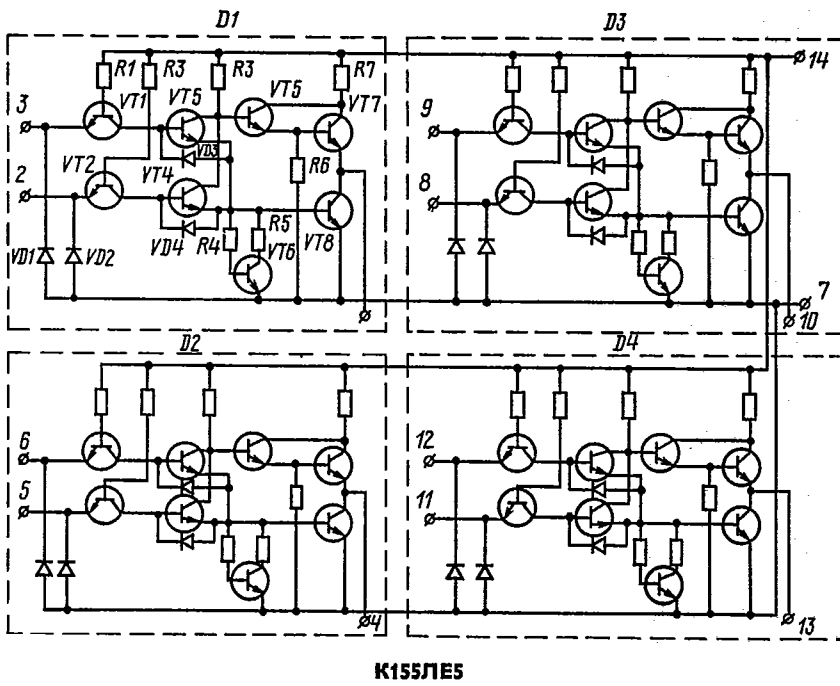 D1
D3
R1
R3
R3
R7
14
3
VT1
VT5
VT5
VT7
9
VD3
2
VT2
VT4
R6
8
VD1
VD2
VD4
R4
R5
VT6
VT8
7
10
D2
D4
6
5
4
12
11
13
К155ЛЕ5